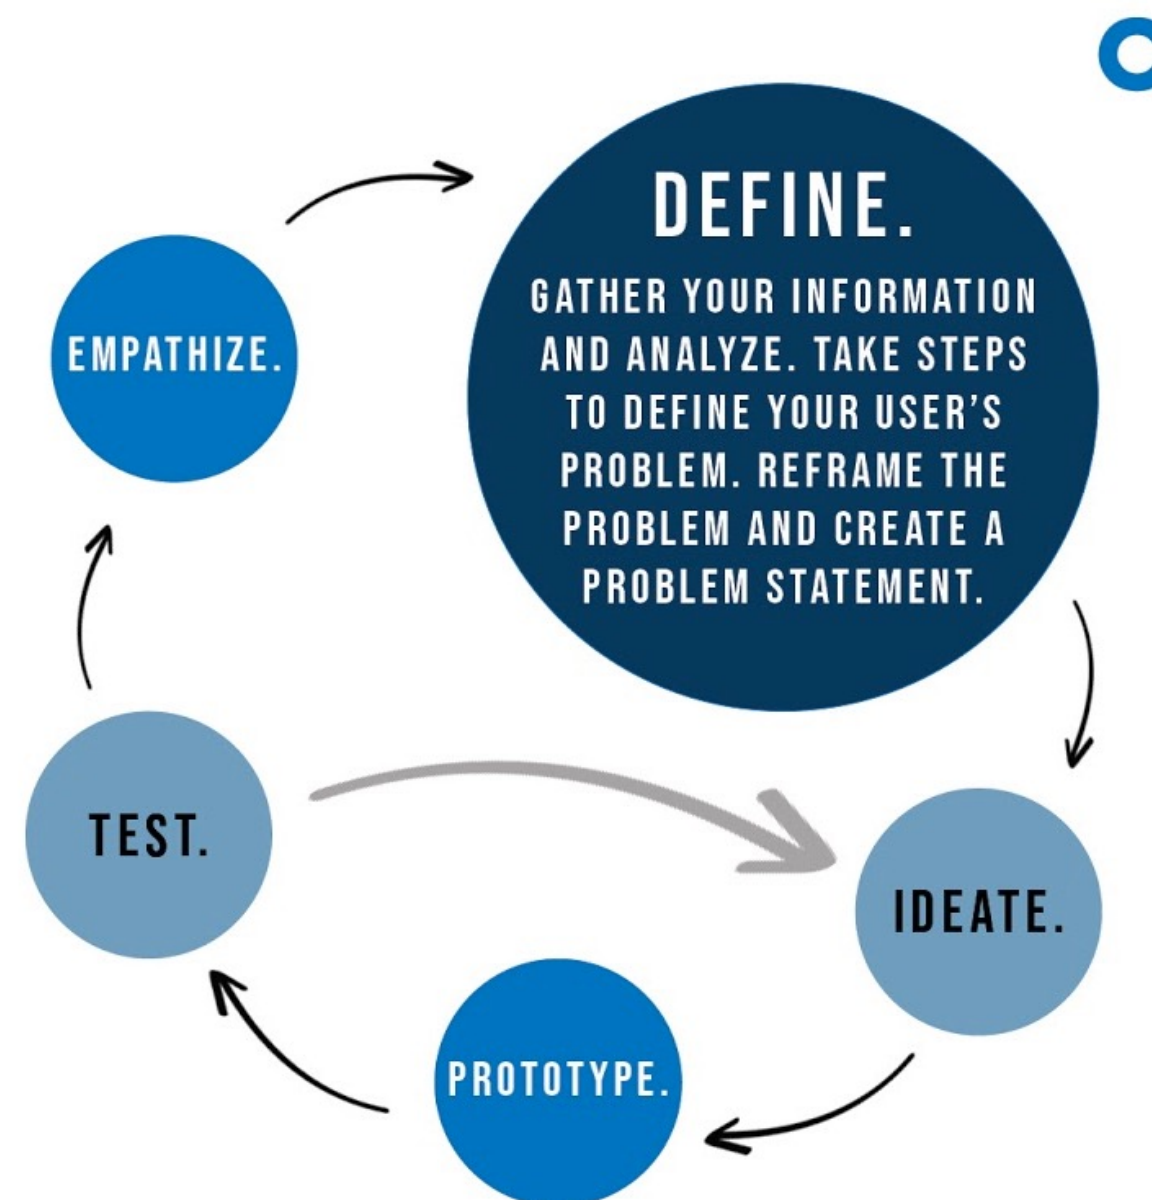 DEFINE.
GATHER YOUR INFORMATION
AND ANALYZE. TAKE STEPS
TO DEFINE YOUR USER’S
PROBLEM. REFRAME THE
PROBLEM AND CREATE A
PROBLEM STATEMENT.
EMPATHIZE.
TEST.
IDEATE.
PROTOTYPE.